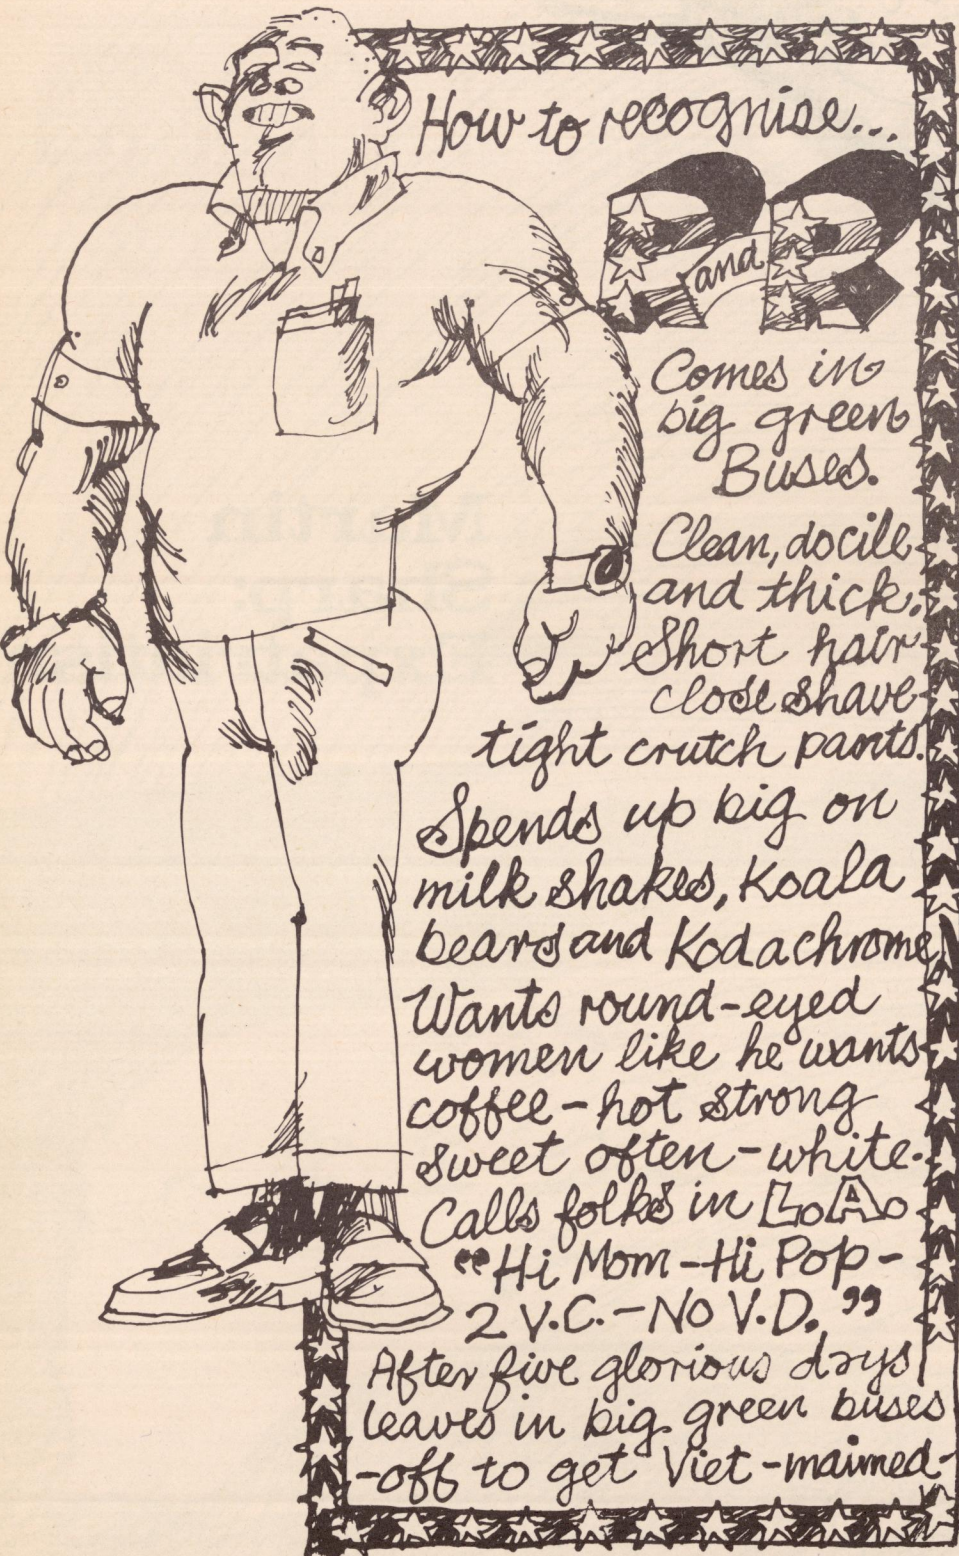 How to recognise...
R and R
Comes in
big green
Buses.
Clean, docile
and thick.
Short hair
close shave
tight crutch pants.
Spends up big on
milk shakes, Koala
bears and Kodachrome
Wants round-eyed
women like he wants
coffee - hot strong
sweet often - white.
Calls folks in L.A.
"Hi Mom - Hi Pop -
2 V.C. - No V.D."
After five glorious days
leaves in big green buses
- off to get Viet-maimed -